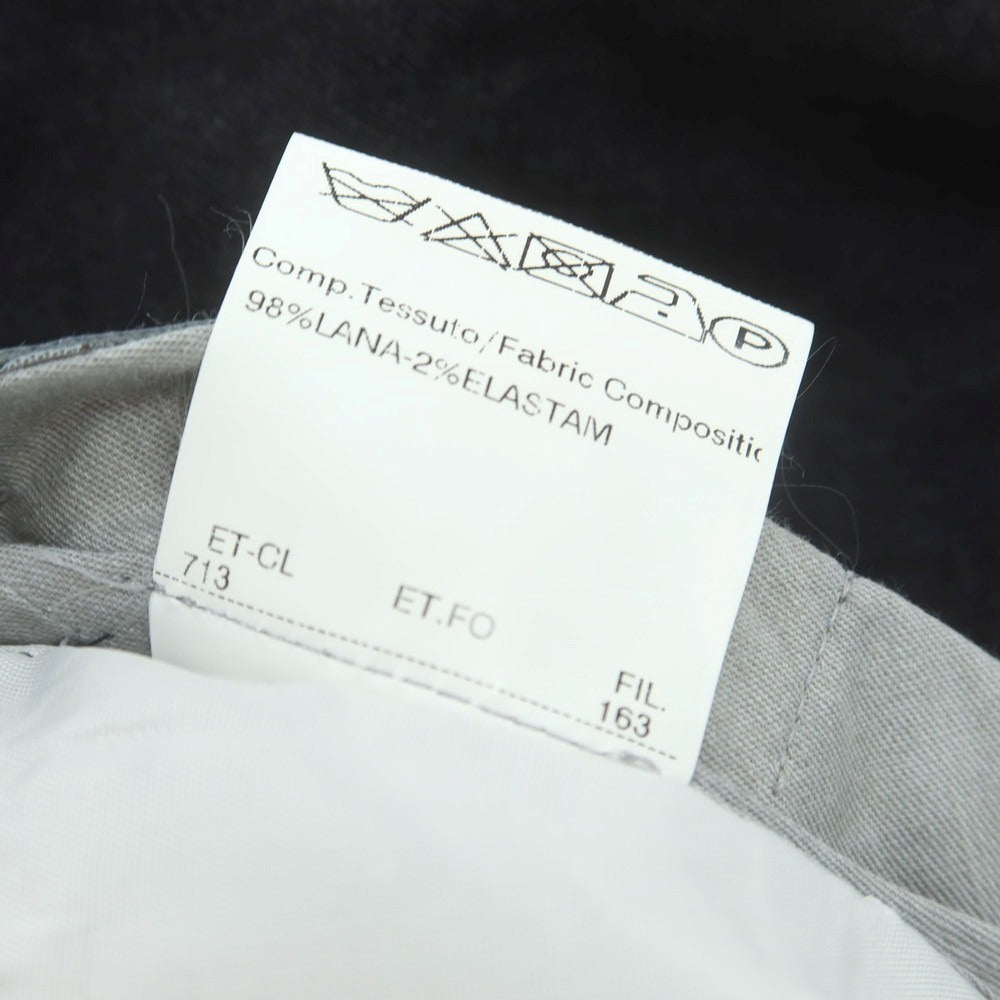 P
Comp.Tessuto/Fabric Compositic
98%LANA-2%ELASTAM
ET-CL
713
ET.FO
FIL.
163